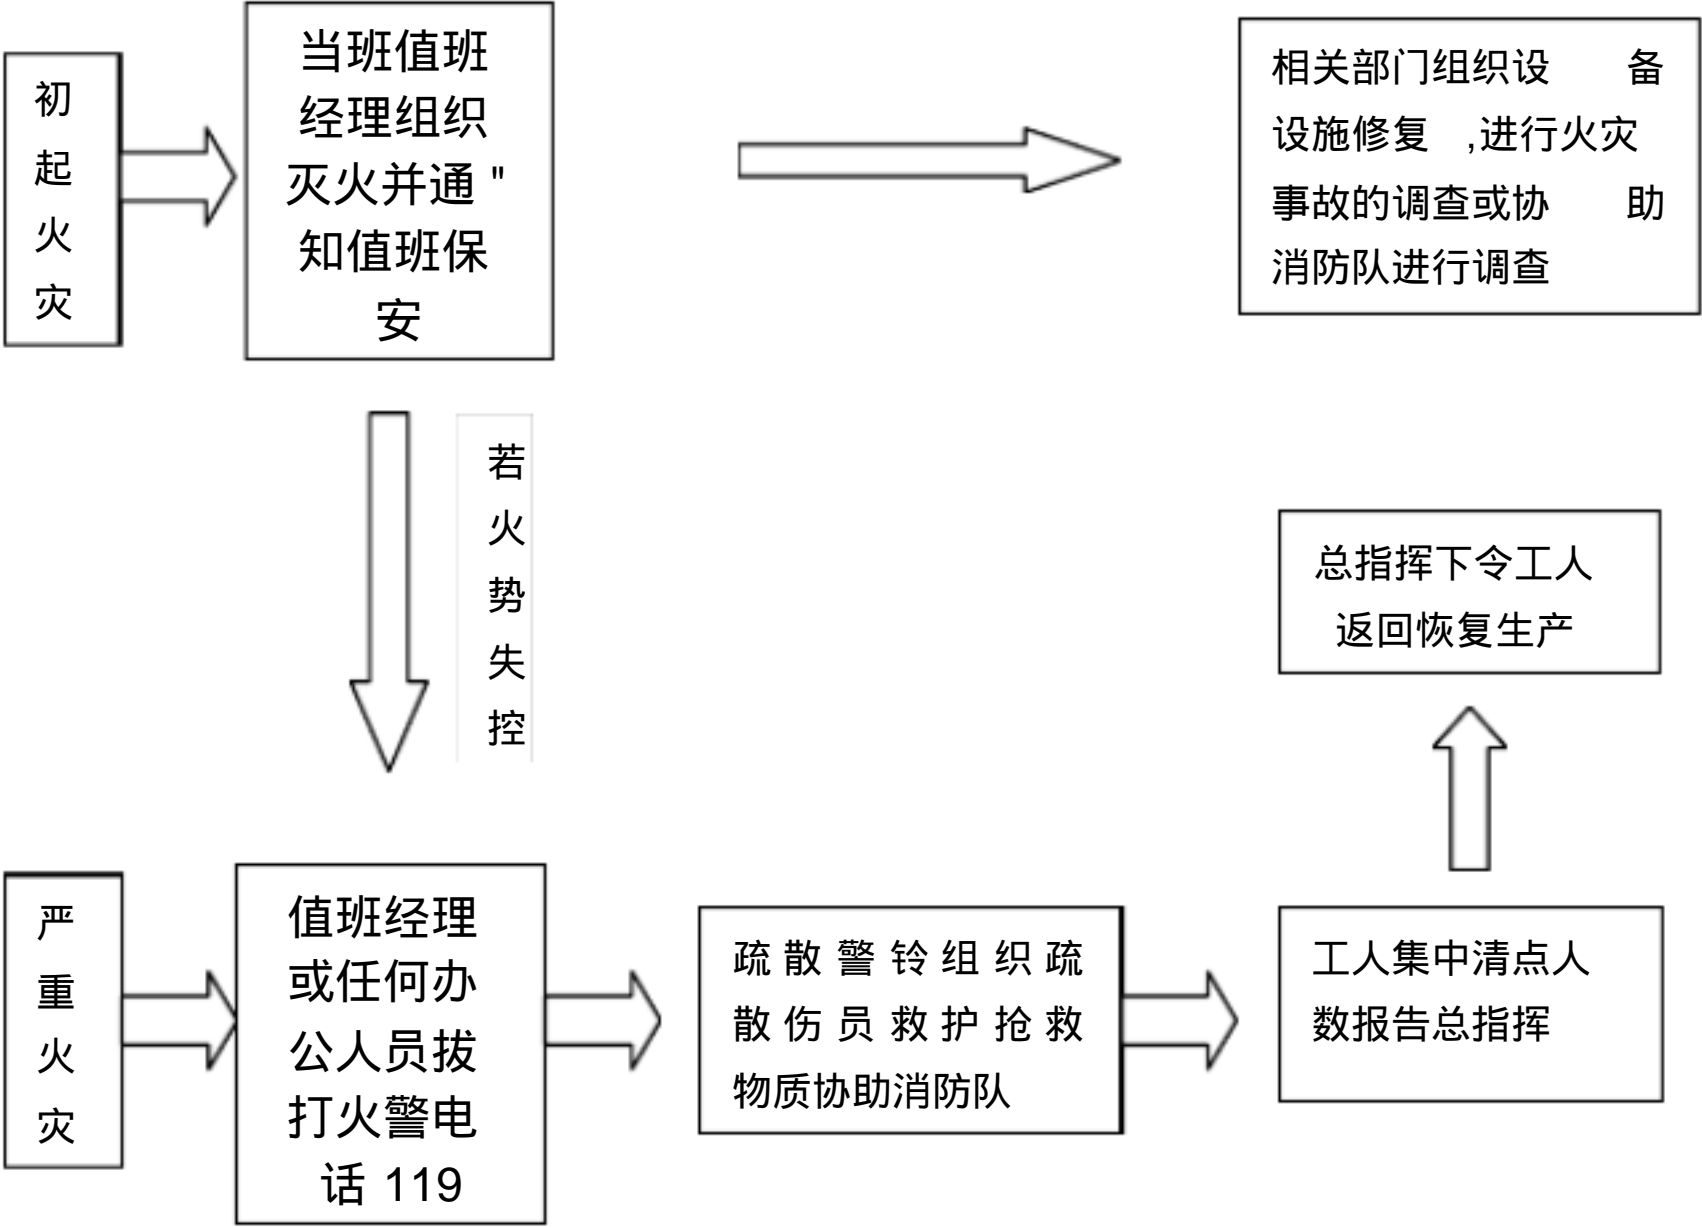 初
起
火
灾
当班值班
经理组织
灭火并通 "
知值班保
安
相关部门组织设 备
设施修复 ,进行火灾
事故的调查或协 助
消防队进行调查
若
火
势
失
控
总指挥下令工人
返回恢复生产
严
重
火
灾
值班经理
或任何办
公人员拔
打火警电
话 119
疏 散 警 铃 组 织 疏
散 伤 员 救 护 抢 救
物质协助消防队
工人集中清点人
数报告总指挥